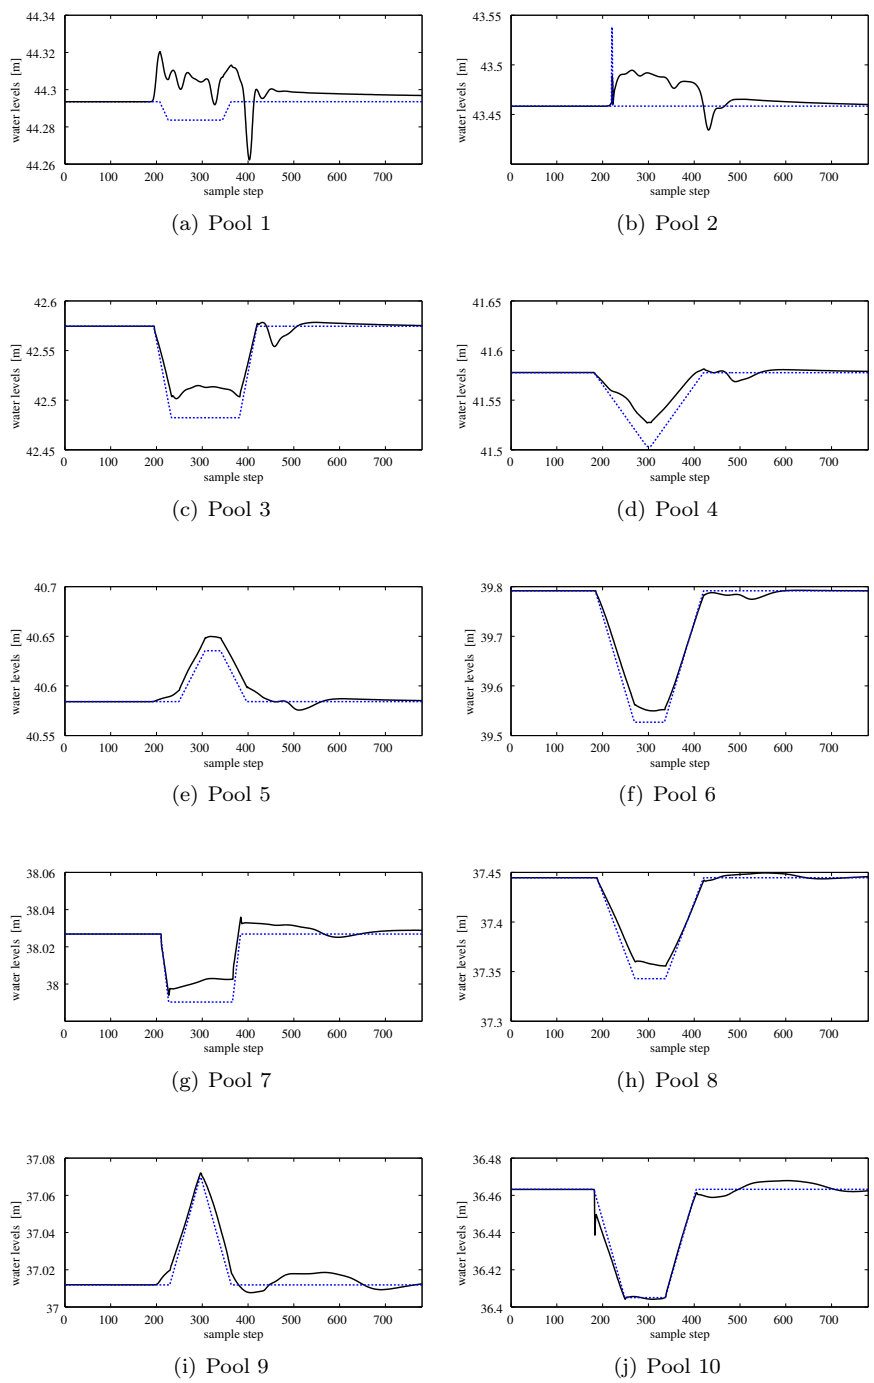 44.34
44.32
44.3
44.28
44.26
water levels [m]
0 100 200 300 400 500 600 700
sample step
(a) Pool 1
43.55
43.5
43.45
water levels [m]
0 100 200 300 400 500 600 700
sample step
(b) Pool 2
42.6
42.55
42.5
42.45
water levels [m]
0 100 200 300 400 500 600 700
sample step
(c) Pool 3
41.65
41.6
41.55
41.5
water levels [m]
0 100 200 300 400 500 600 700
sample step
(d) Pool 4
40.7
40.65
40.6
40.55
water levels [m]
0 100 200 300 400 500 600 700
sample step
(e) Pool 5
39.8
39.7
39.6
39.5
water levels [m]
0 100 200 300 400 500 600 700
sample step
(f) Pool 6
38.06
38.04
38.02
38
water levels [m]
0 100 200 300 400 500 600 700
sample step
(g) Pool 7
37.45
37.4
37.35
37.3
water levels [m]
0 100 200 300 400 500 600 700
sample step
(h) Pool 8
37.08
37.06
37.04
37.02
37
water levels [m]
0 100 200 300 400 500 600 700
sample step
(i) Pool 9
36.48
36.46
36.44
36.42
36.4
water levels [m]
0 100 200 300 400 500 600 700
sample step
(j) Pool 10